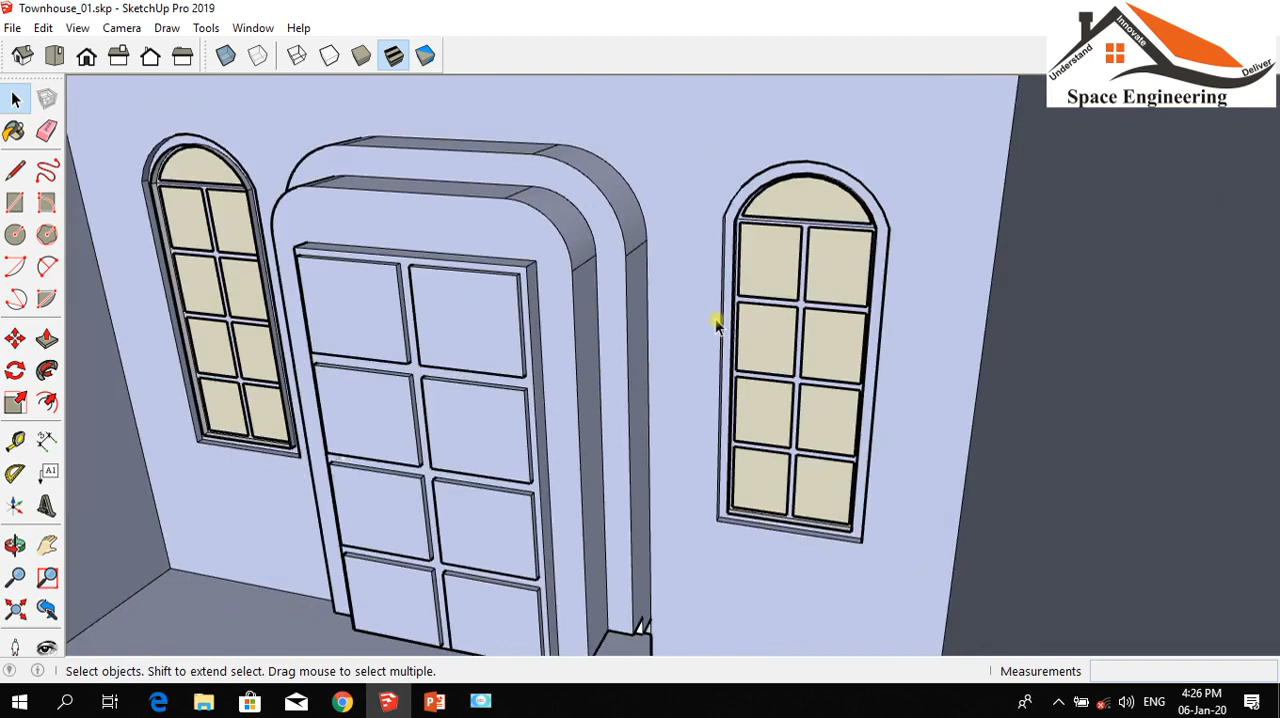 Townhouse_01.skp - SketchUp Pro 2019
File Edit View Camera Draw Tools Window Help
Understand
Innovate
Deliver
Space Engineering
A1
Select objects. Shift to extend select. Drag mouse to select multiple.
Measurements
ENG
4:26 PM
06-Jan-20